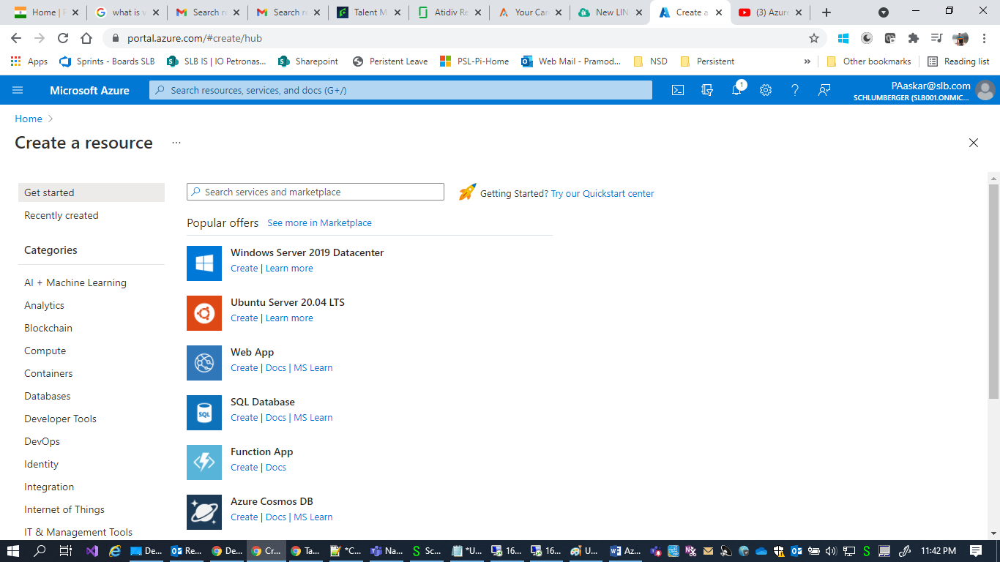 Home | F
what is v
Search re
Search re
Talent M
Atidiv Re
Your Car
New LIN
Create a
(3) Azure
portal.azure.com/#create/hub
Apps
Sprints - Boards SLB
SLB IS | IO Petronas...
Sharepoint
Peristent Leave
PSL-Pi-Home
Web Mail - Pramod...
NSD
Persistent
»
Other bookmarks
Reading list
Microsoft Azure
Search resources, services, and docs (G+/)
1
PAaskar@slb.com
SCHLUMBERGER (SLB001.ONMIC...
Home >
Create a resource ...
Get started
Recently created
Categories
AI + Machine Learning
Analytics
Blockchain
Compute
Containers
Databases
Developer Tools
DevOps
Identity
Integration
Internet of Things
IT & Management Tools
Search services and marketplace
Getting Started? Try our Quickstart center
Popular offers See more in Marketplace
Windows Server 2019 Datacenter
Create | Learn more
Ubuntu Server 20.04 LTS
Create | Learn more
Web App
Create | Docs | MS Learn
SQL
SQL Database
Create | Docs | MS Learn
Function App
Create | Docs
Azure Cosmos DB
Create | Docs | MS Learn
De...
Re...
De...
Cr...
Ta...
*C...
Na...
Sc...
*U...
16...
16...
U...
Az...
11:42 PM